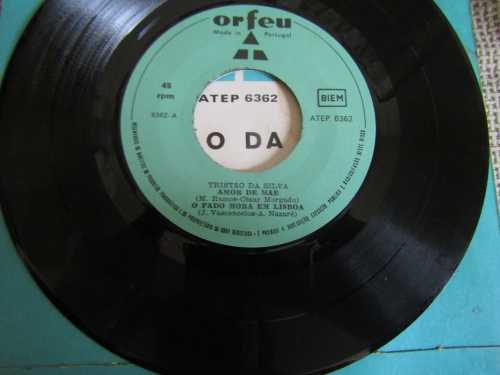 orfeu
Made in Portugal
45
rpm
6362-A
BIEM
ATEP 6362
ATEP 6362
O DA
TRISTÃO DA SILVA
AMOR DE MÃE
(M. Ramos-César Morgado)
O FADO MORA EM LISBOA
(J. Vasconcelos-A. Nazaré)